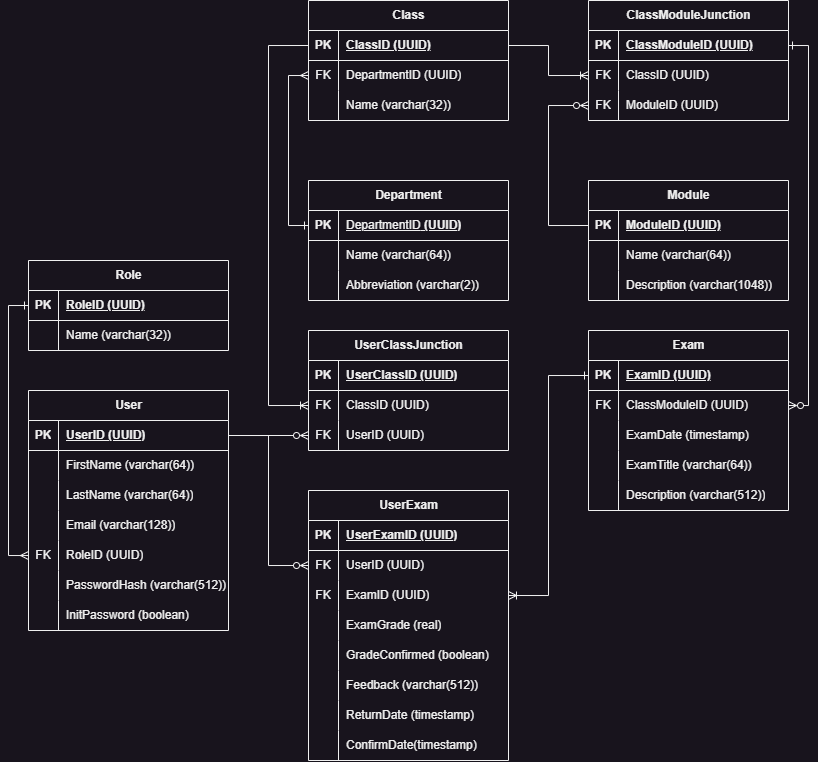 Class
PK ClassID (UUID)
FK DepartmentID (UUID)
Name (varchar(32))
ClassModuleJunction
PK ClassModuleID (UUID)
FK ClassID (UUID)
FK ModuleID (UUID)
Department
PK DepartmentID (UUID)
Name (varchar(64))
Abbreviation (varchar(2))
Module
PK ModuleID (UUID)
Name (varchar(64))
Description (varchar(1048))
Role
PK RoleID (UUID)
Name (varchar(32))
UserClassJunction
PK UserClassID (UUID)
FK ClassID (UUID)
FK UserID (UUID)
Exam
PK ExamID (UUID)
FK ClassModuleID (UUID)
ExamDate (timestamp)
ExamTitle (varchar(64))
Description (varchar(512))
User
PK UserID (UUID)
FirstName (varchar(64))
LastName (varchar(64))
Email (varchar(128))
FK RoleID (UUID)
PasswordHash (varchar(512))
InitPassword (boolean)
UserExam
PK UserExamID (UUID)
FK UserID (UUID)
FK ExamID (UUID)
ExamGrade (real)
GradeConfirmed (boolean)
Feedback (varchar(512))
ReturnDate (timestamp)
ConfirmDate(timestamp)